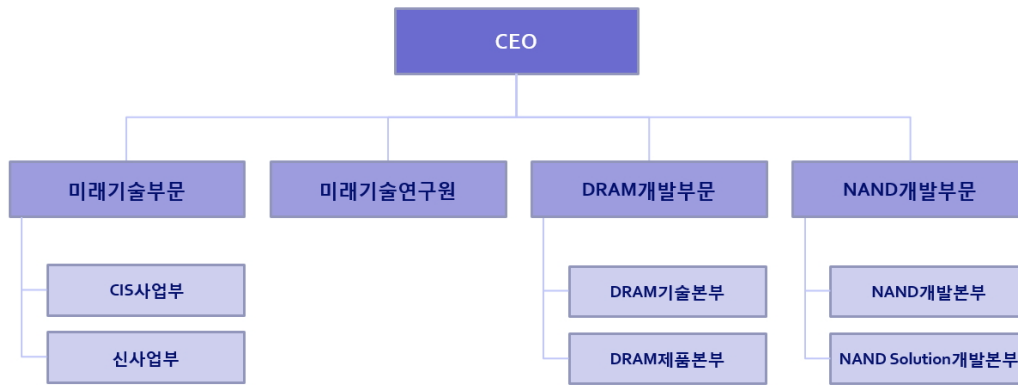 CEO
미래기술부문
미래기술연구원
DRAM개발부문
NAND개발부문
CIS사업부
DRAM기술본부
NAND개발본부
신사업부
DRAM제품본부
NAND Solution개발본부